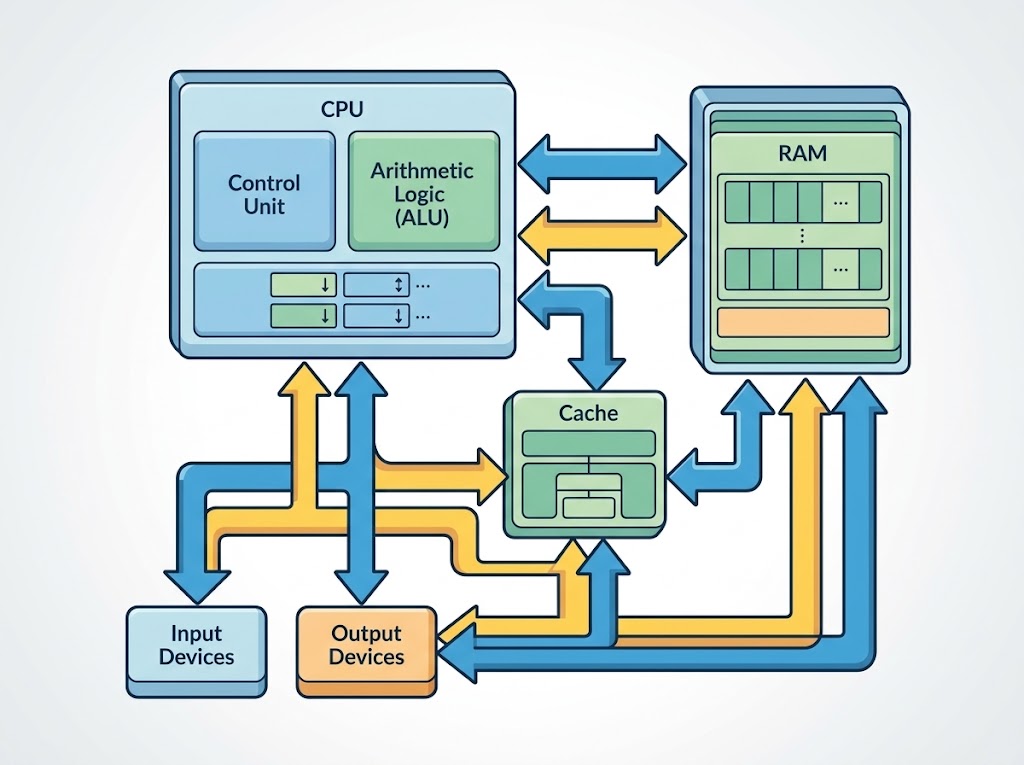 CPU
Control
Unit
Arithmetic
Logic
(ALU)
...
...
RAM
...
...
Cache
Input
Devices
Output
Devices